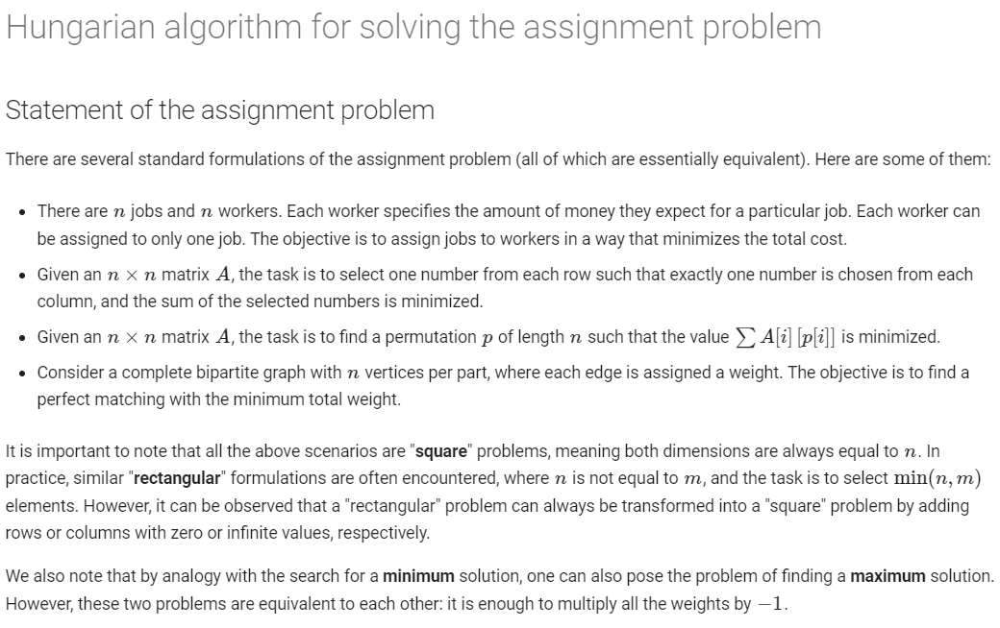 Hungarian algorithm for solving the assignment problem
Statement of the assignment problem
There are several standard formulations of the assignment problem (all of which are essentially equivalent). Here are some of them:
• There are n jobs and n workers. Each worker specifies the amount of money they expect for a particular job. Each worker can
be assigned to only one job. The objective is to assign jobs to workers in a way that minimizes the total cost.
• Given an n × n matrix A, the task is to select one number from each row such that exactly one number is chosen from each
column, and the sum of the selected numbers is minimized.
• Given an n × n matrix A, the task is to find a permutation p of length n such that the value ∑ A[i] [p[i]] is minimized.
• Consider a complete bipartite graph with n vertices per part, where each edge is assigned a weight. The objective is to find a
perfect matching with the minimum total weight.
It is important to note that all the above scenarios are "square" problems, meaning both dimensions are always equal to n. In
practice, similar "rectangular" formulations are often encountered, where n is not equal to m, and the task is to select min(n, m)
elements. However, it can be observed that a "rectangular" problem can always be transformed into a "square" problem by adding
rows or columns with zero or infinite values, respectively.
We also note that by analogy with the search for a minimum solution, one can also pose the problem of finding a maximum solution.
However, these two problems are equivalent to each other: it is enough to multiply all the weights by −1.